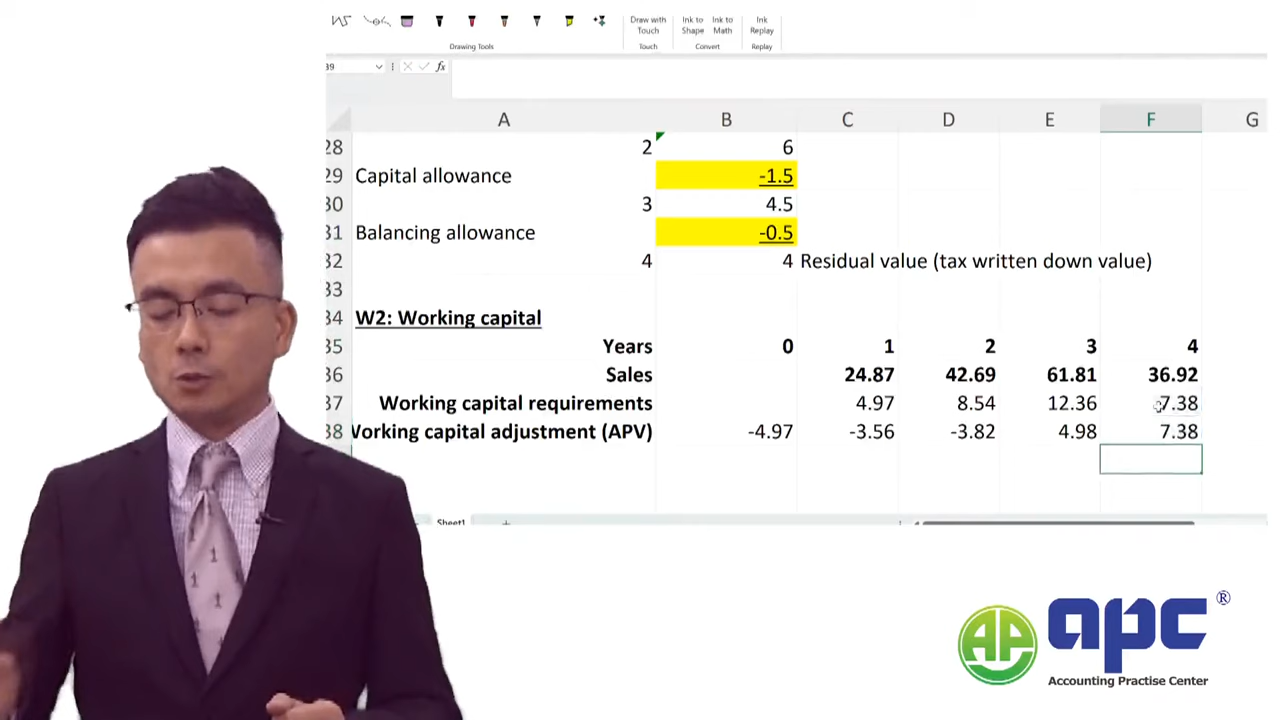 Draw with Touch
Ink to Shape
Ink to Math
Ink Replay
Drawing Tools
Touch
Convert
Replay
39
fx
A B C D E F G
28 2 6
29 Capital allowance -1.5
30 3 4.5
31 Balancing allowance -0.5
32 4 4 Residual value (tax written down value)
33
34 W2: Working capital
35 Years 0 1 2 3 4
36 Sales 24.87 42.69 61.81 36.92
37 Working capital requirements 4.97 8.54 12.36 7.38
38 Working capital adjustment (APV) -4.97 -3.56 -3.82 4.98 7.38
Sheet1
AP
apc ®
Accounting Practise Center